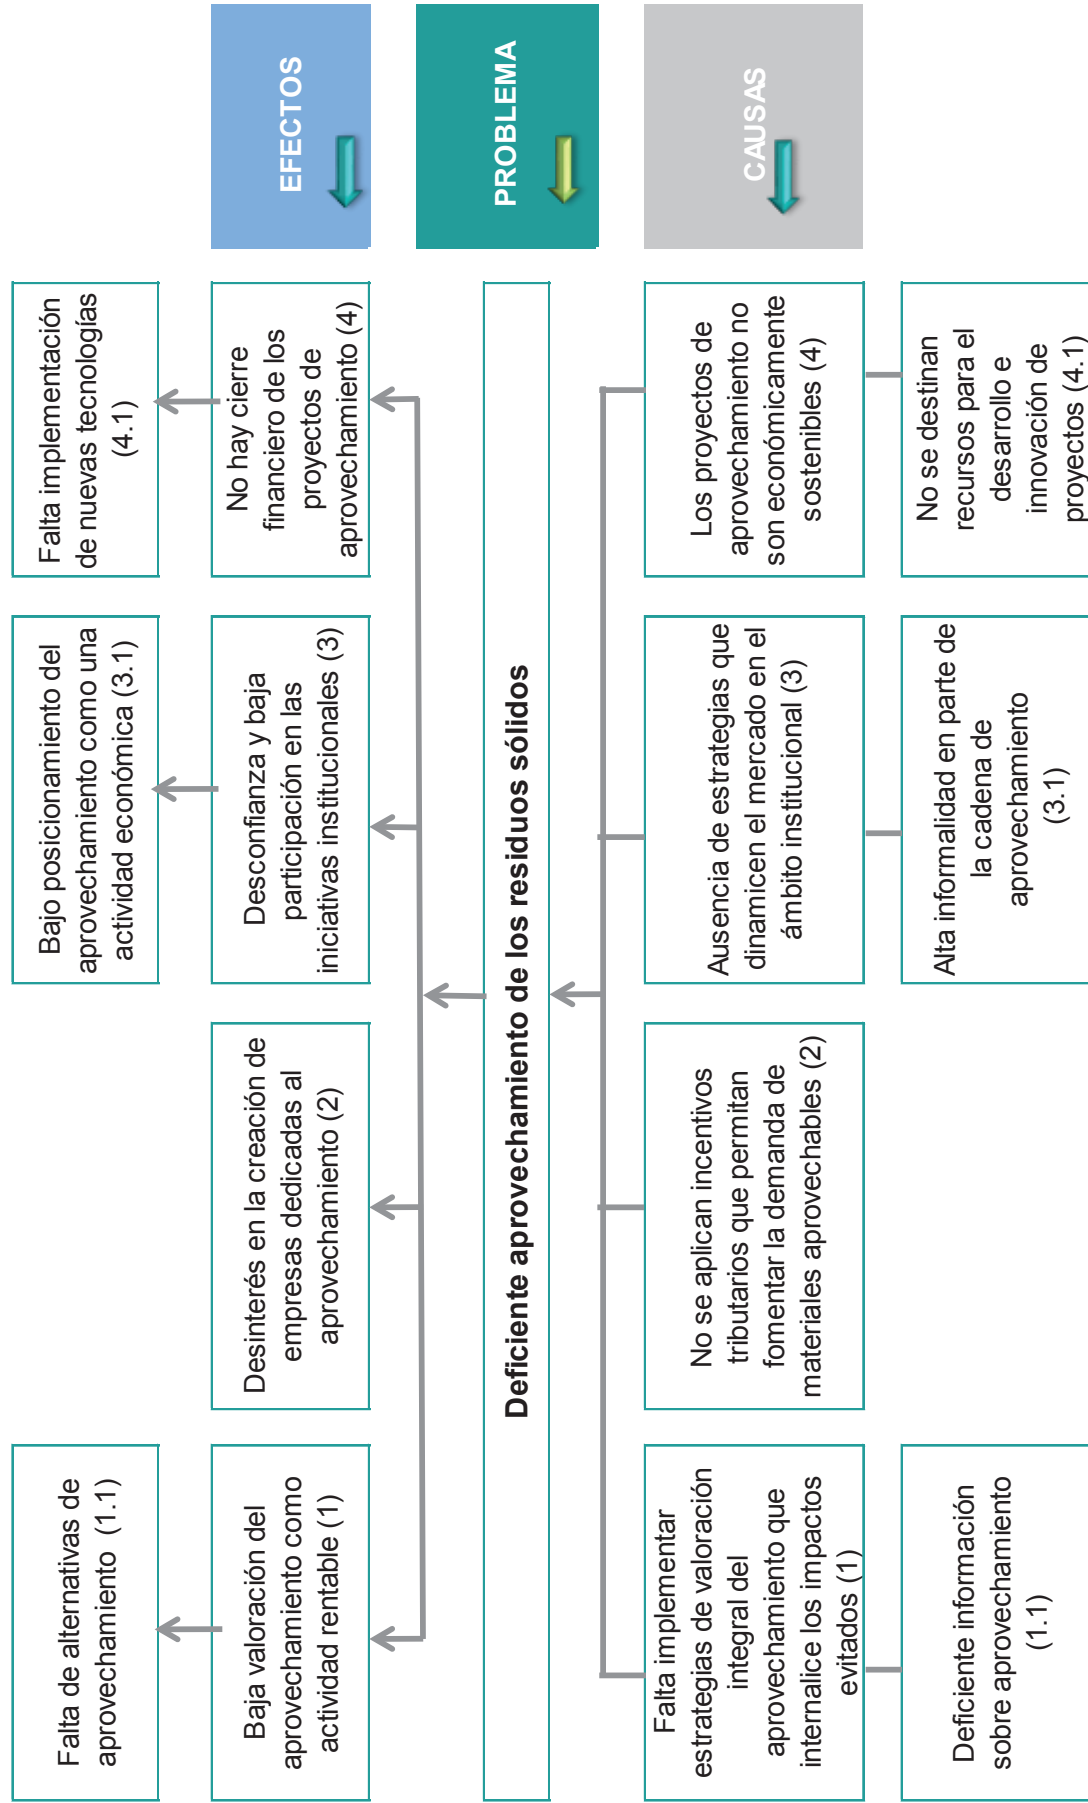 Falta de alternativas de
aprovechamiento (1.1)
Bajo posicionamiento del
aprovechamiento como una
actividad económica (3.1)
Falta implementación
de nuevas tecnologías
(4.1)
Baja valoración del
aprovechamiento como
actividad rentable (1)
Desinterés en la creación de
empresas dedicadas al
aprovechamiento (2)
Desconfianza y baja
participación en las
iniciativas institucionales (3)
No hay cierre
financiero de los
proyectos de
aprovechamiento (4)
EFECTOS
Deficiente aprovechamiento de los residuos sólidos
PROBLEMA
Falta implementar
estrategias de valoración
integral del
aprovechamiento que
internalice los impactos
evitados (1)
No se aplican incentivos
tributarios que permitan
fomentar la demanda de
materiales aprovechables (2)
Ausencia de estrategias que
dinamicen el mercado en el
ámbito institucional (3)
Los proyectos de
aprovechamiento no
son económicamente
sostenibles (4)
CAUSAS
Deficiente información
sobre aprovechamiento
(1.1)
Alta informalidad en parte de
la cadena de
aprovechamiento
(3.1)
No se destinan
recursos para el
desarrollo e
innovación de
proyectos (4.1)